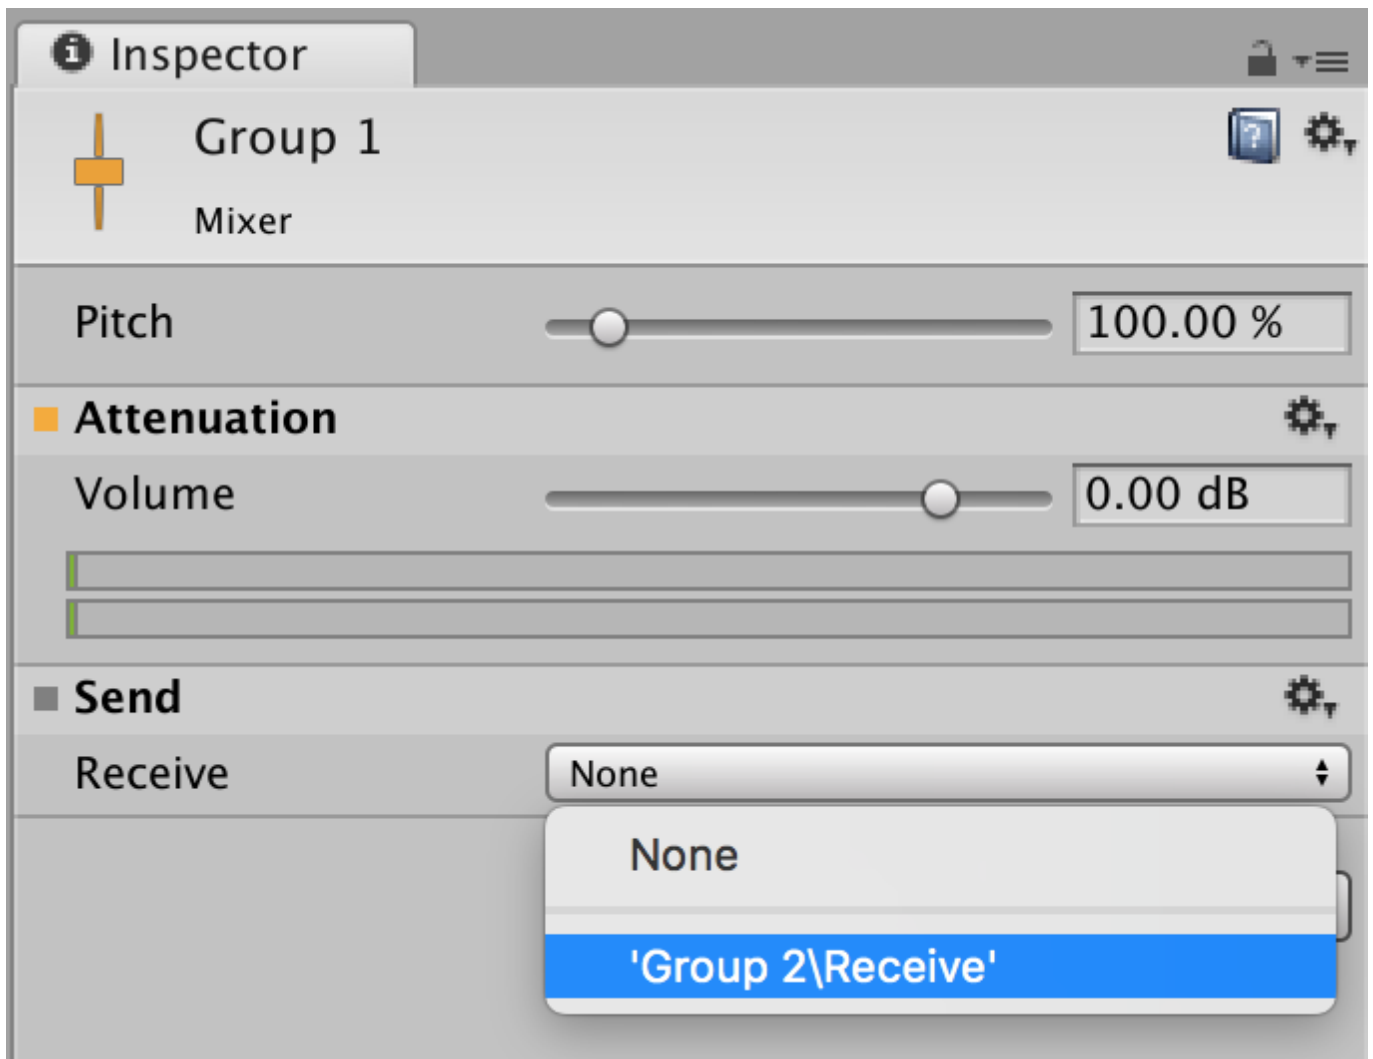 Inspector
Group 1
Mixer
Pitch 100.00 %
Attenuation
Volume 0.00 dB
Send
Receive None
None
'Group 2\Receive'